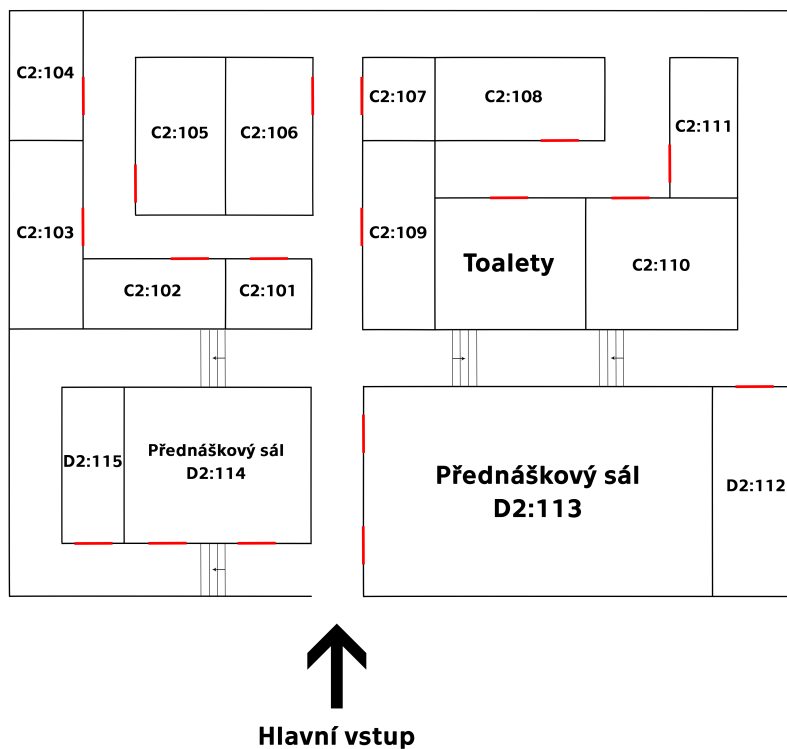 C2:104
C2:105
C2:106
C2:107
C2:108
C2:111
C2:103
C2:109
Toalety
C2:110
C2:102
C2:101
D2:115
Přednáškový sál
D2:114
Přednáškový sál
D2:113
D2:112
Hlavní vstup